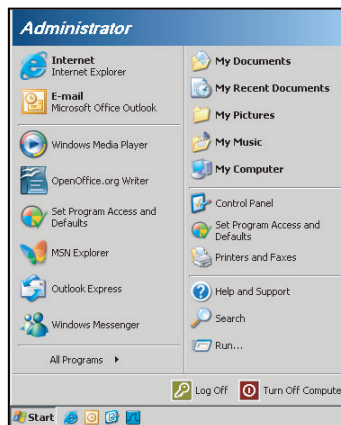 Administrator
Internet
Internet Explorer
E-mail
Microsoft Office Outlook
Windows Media Player
OpenOffice.org Writer
Set Program Access and
Defaults
MSN Explorer
Outlook Express
Windows Messenger
All Programs
My Documents
My Recent Documents
My Pictures
My Music
My Computer
Control Panel
Set Program Access and
Defaults
Printers and Faxes
Help and Support
Search
Run...
Log Off
Turn Off Compute
Start